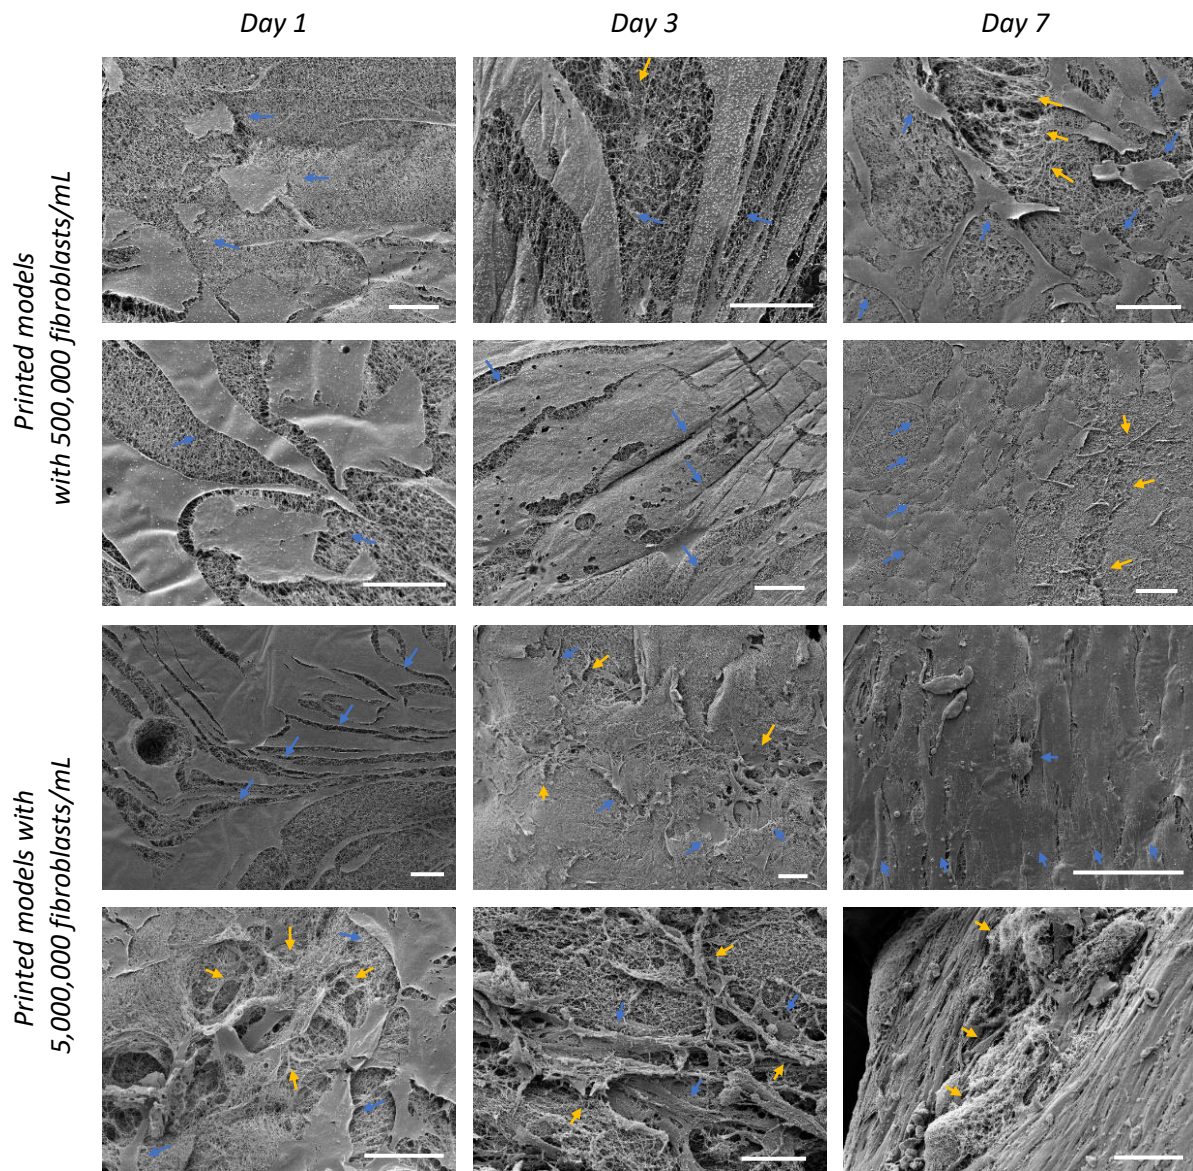 Day 1
Day 3
Day 7
Printed models
with 500,000 fibroblasts/mL
Printed models with
5,000,000 fibroblasts/mL